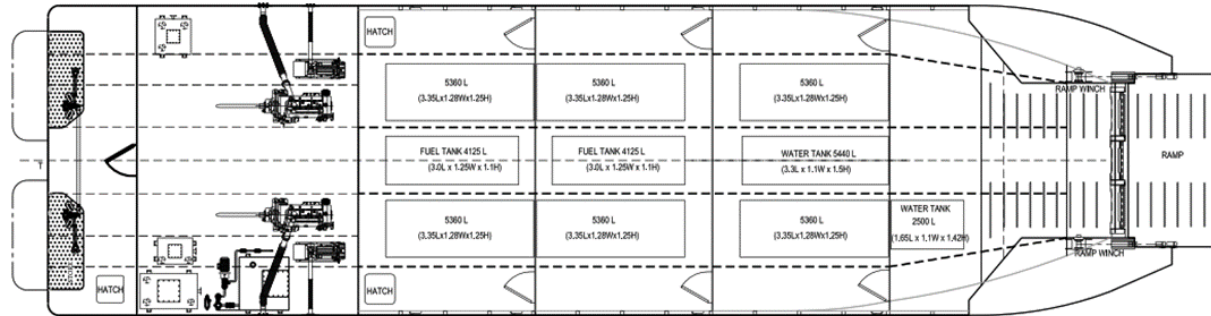 HATCH
5360 L
(3.35Lx1.28Wx1.25H)
5360 L
(3.35Lx1.28Wx1.25H)
5360 L
(3.35Lx1.28Wx1.25H)
RAMP WINCH
FUEL TANK 4125 L
(3.0L x 1.25W x 1.1H)
FUEL TANK 4125 L
(3.0L x 1.25W x 1.1H)
WATER TANK 5440 L
(3.3L x 1.1W x 1.5H)
RAMP
5360 L
(3.35Lx1.28Wx1.25H)
5360 L
(3.35Lx1.28Wx1.25H)
5360 L
(3.35Lx1.28Wx1.25H)
WATER TANK
2500 L
(1.65L x 1.1W x 1.42H)
RAMP WINCH
HATCH
HATCH